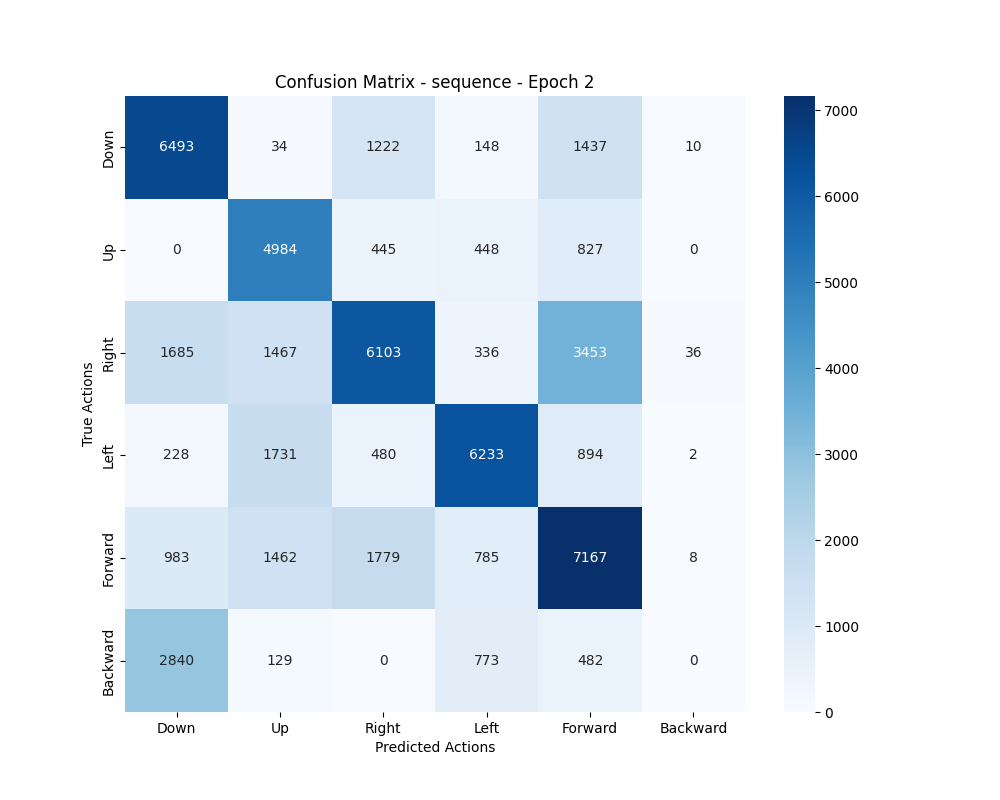 Confusion Matrix - sequence - Epoch 2
True Actions
Down 6493 34 1222 148 1437 10
Up 0 4984 445 448 827 0
Right 1685 1467 6103 336 3453 36
Left 228 1731 480 6233 894 2
Forward 983 1462 1779 785 7167 8
Backward 2840 129 0 773 482 0
Down Up Right Left Forward Backward
Predicted Actions
7000
6000
5000
4000
3000
2000
1000
0